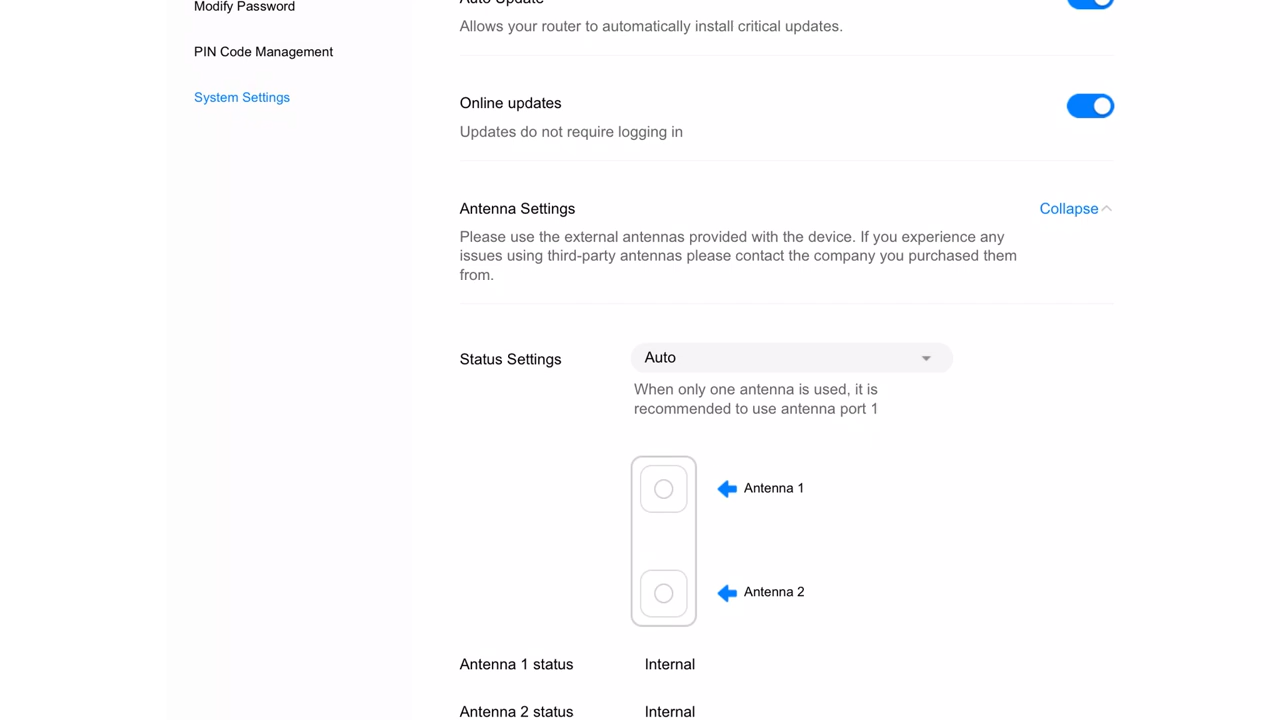 Modify Password
PIN Code Management
System Settings
Auto Update
Allows your router to automatically install critical updates.
Online updates
Updates do not require logging in
Antenna Settings
Collapse
Please use the external antennas provided with the device. If you experience any
issues using third-party antennas please contact the company you purchased them
from.
Status Settings
Auto
When only one antenna is used, it is
recommended to use antenna port 1
Antenna 1
Antenna 2
Antenna 1 status
Internal
Antenna 2 status
Internal